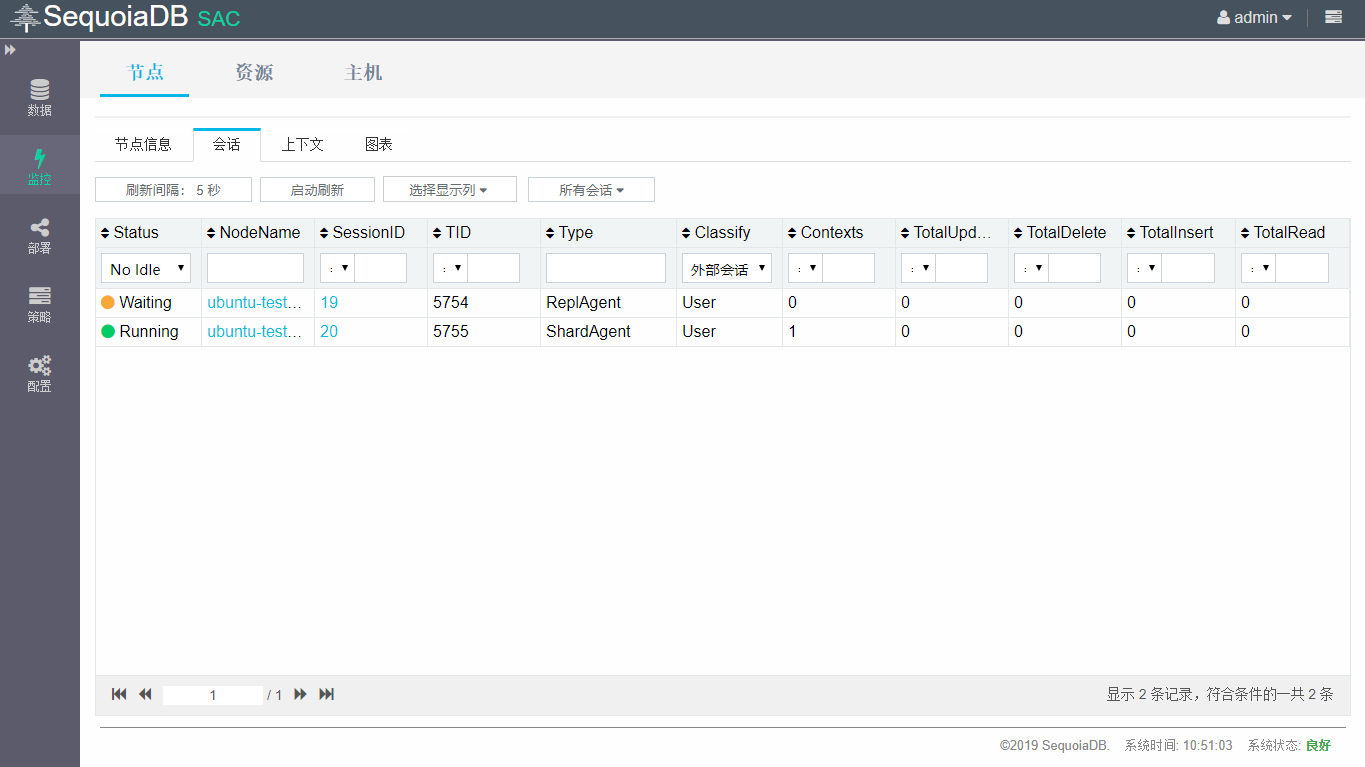 SequoiaDB SAC
admin
数据
监控
部署
策略
配置
节点 资源 主机
节点信息 会话 上下文 图表
刷新间隔： 5 秒 启动刷新 选择显示列 所有会话
Status NodeName SessionID TID Type Classify Contexts TotalUpd... TotalDelete TotalInsert TotalRead
No Idle : : 外部会话 : : : : :
Waiting ubuntu-test... 19 5754 ReplAgent User 0 0 0 0 0
Running ubuntu-test... 20 5755 ShardAgent User 1 0 0 0 0
1 / 1 显示 2 条记录，符合条件的一共 2 条
©2019 SequoiaDB. 系统时间: 10:51:03 系统状态: 良好